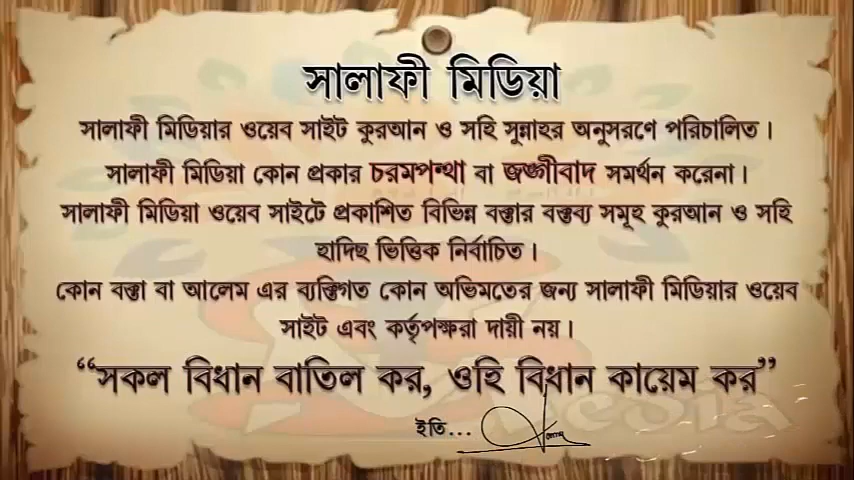 সালাফী মিডিয়া
সালাফী মিডিয়ার ওয়েব সাইট কুরআন ও সহি সুন্নাহর অনুসরণে পরিচালিত।
সালাফী মিডিয়া কোন প্রকার চরমপন্থা বা জঙ্গীবাদ সমর্থন করেনা।
সালাফী মিডিয়া ওয়েব সাইটে প্রকাশিত বিভিন্ন বক্তার বক্তব্য সমূহ কুরআন ও সহি
হাদিছ ভিত্তিক নির্বাচিত।
কোন বক্তা বা আলেম এর ব্যক্তিগত কোন অভিমতের জন্য সালাফী মিডিয়ার ওয়েব
সাইট এবং কর্তৃপক্ষরা দায়ী নয়।
“সকল বিধান বাতিল কর, ওহি বিধান কায়েম কর”
media
ইতি...